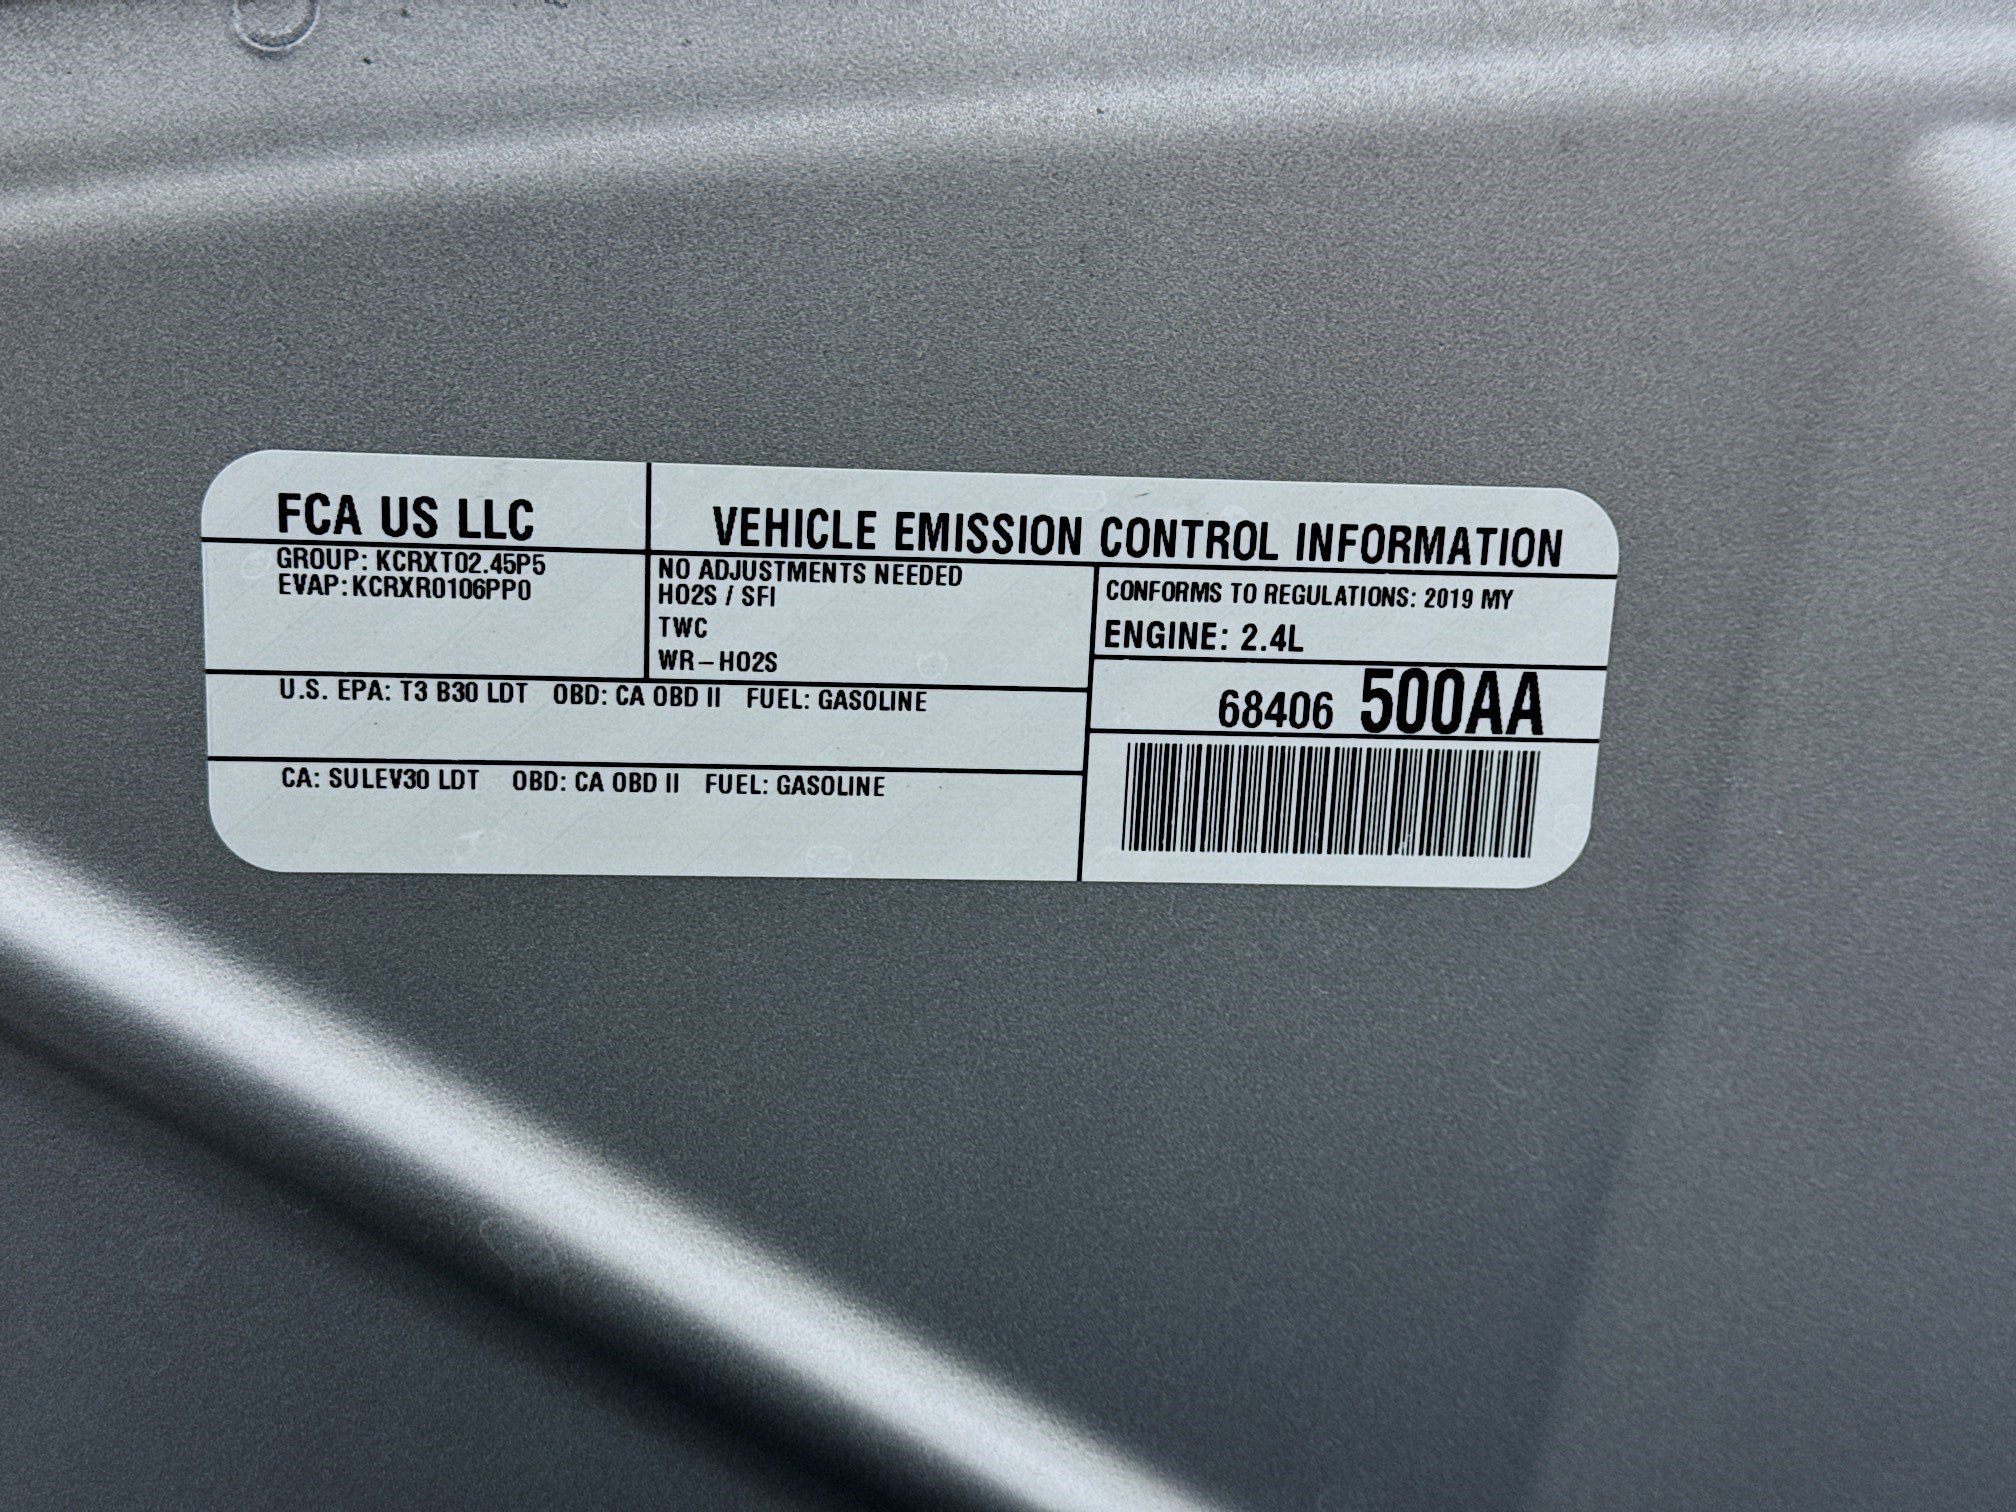 FCA US LLC
VEHICLE EMISSION CONTROL INFORMATION
GROUP: KCRXT02.45P5
EVAP: KCRXR0106PP0
NO ADJUSTMENTS NEEDED
HO2S / SFI
TWC
WR-HO2S
CONFORMS TO REGULATIONS: 2019 MY
ENGINE: 2.4L
U.S. EPA: T3 B30 LDT OBD: CA OBD II FUEL: GASOLINE
68406 500AA
CA: SULEV30 LDT OBD: CA OBD II FUEL: GASOLINE